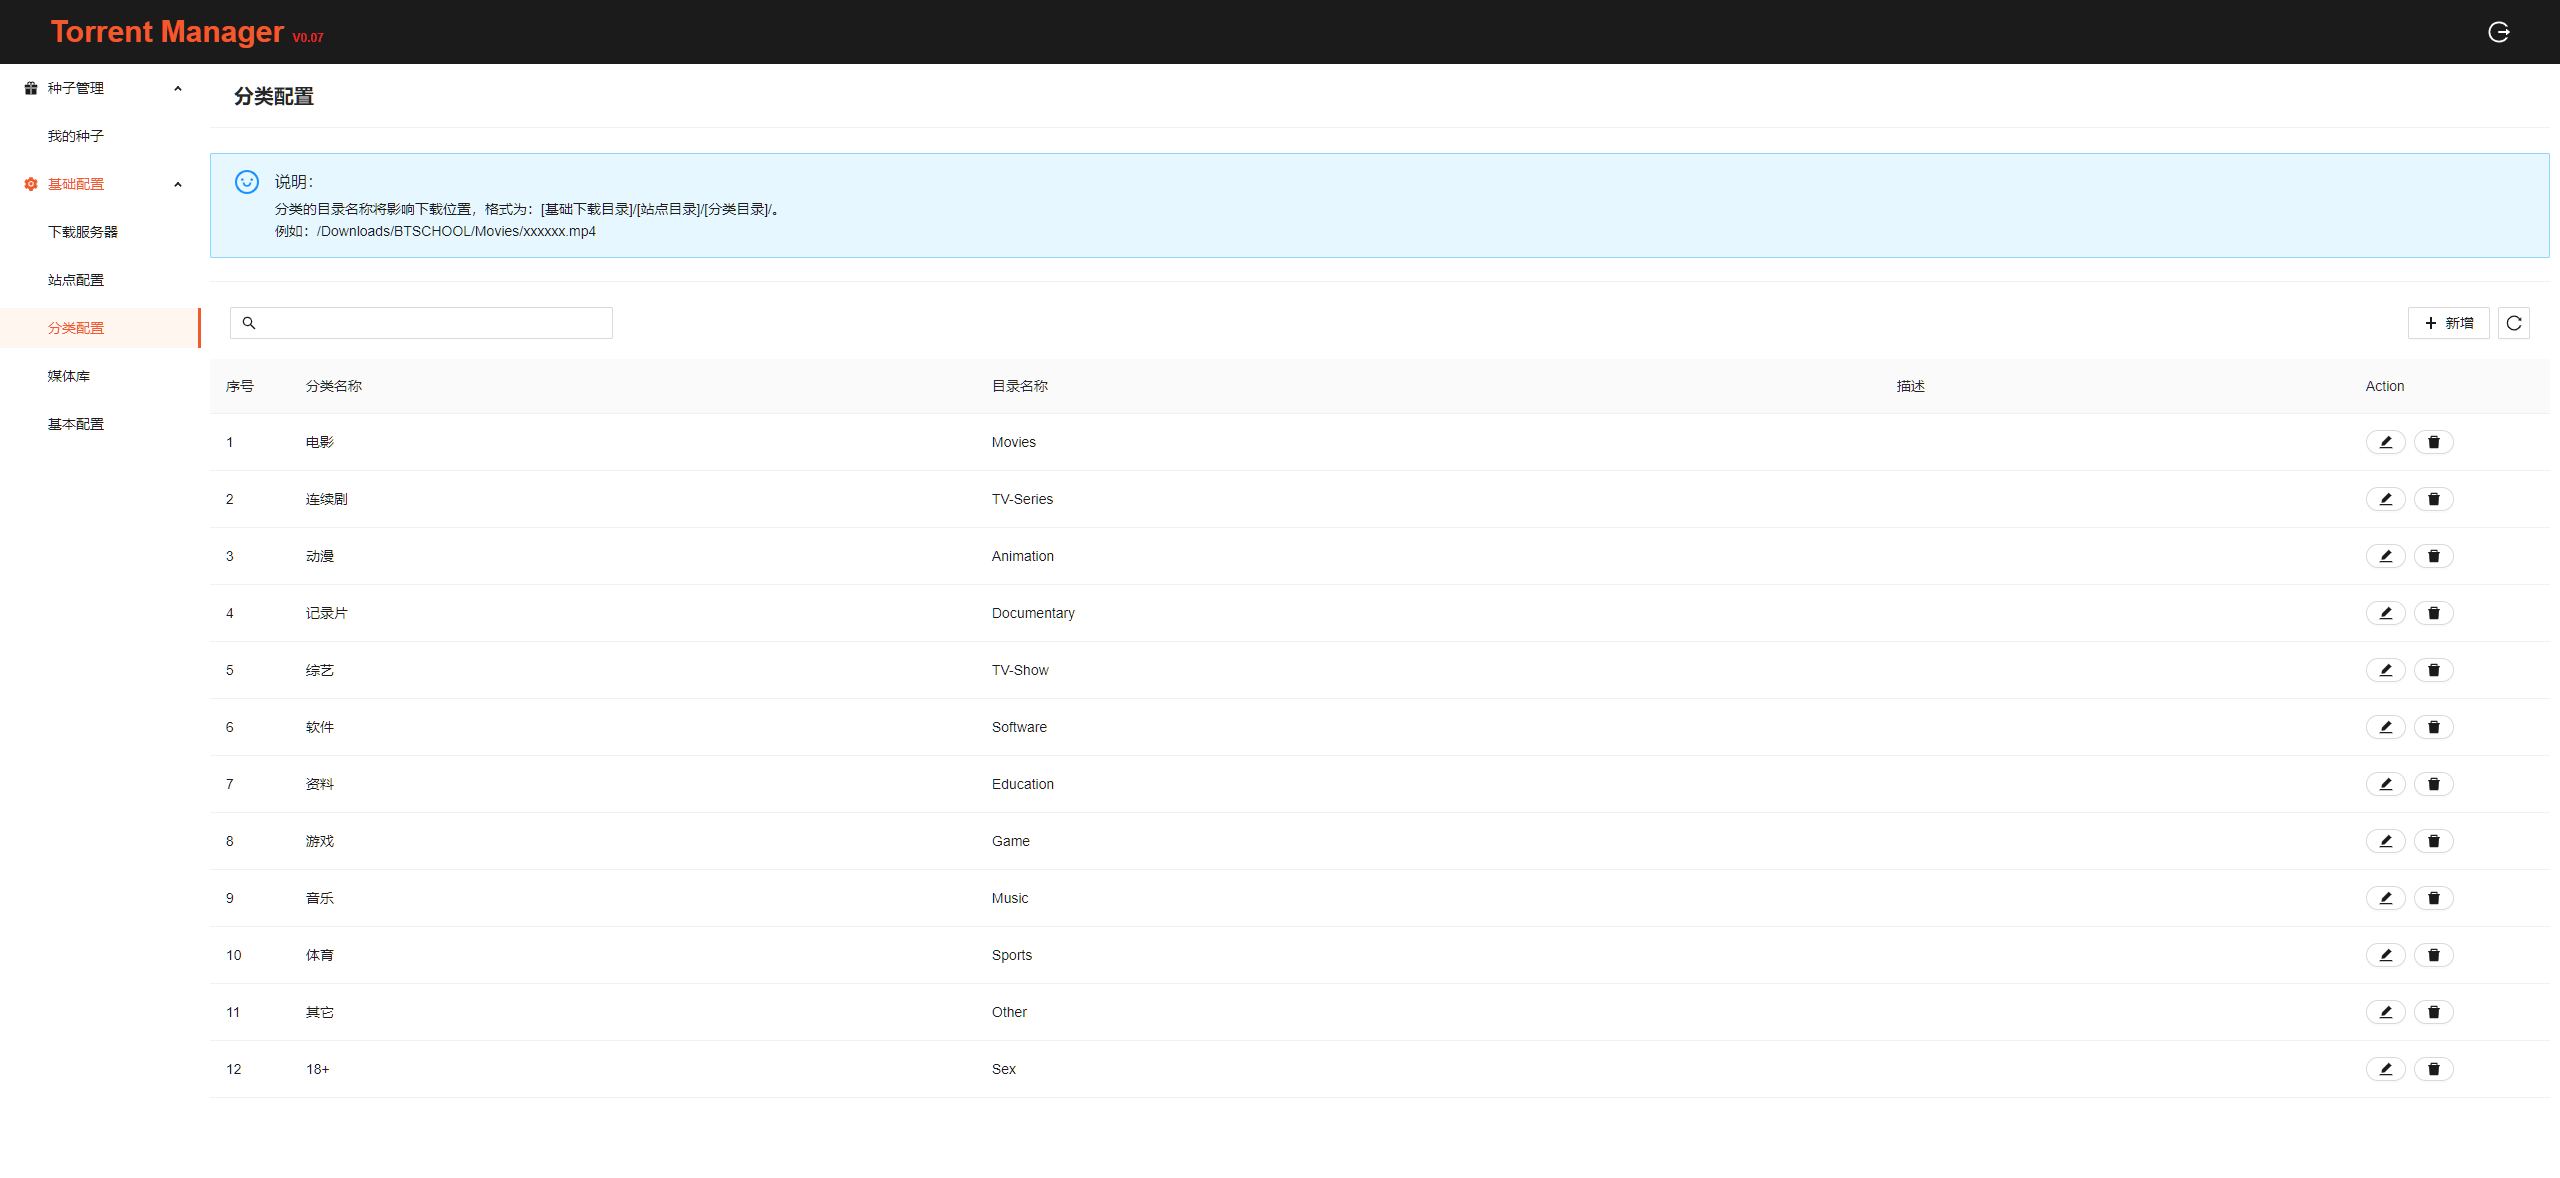 Torrent Manager V0.07
种子管理
我的种子
基础配置
下载服务器
站点配置
分类配置
媒体库
基本配置
分类配置
说明：
分类的目录名称将影响下载位置，格式为：[基础下载目录]/[站点目录]/[分类目录]/。
例如：/Downloads/BTSCHOOL/Movies/xxxxxx.mp4
新增
序号 分类名称 目录名称 描述 Action
1 电影 Movies
2 连续剧 TV-Series
3 动漫 Animation
4 记录片 Documentary
5 综艺 TV-Show
6 软件 Software
7 资料 Education
8 游戏 Game
9 音乐 Music
10 体育 Sports
11 其它 Other
12 18+ Sex